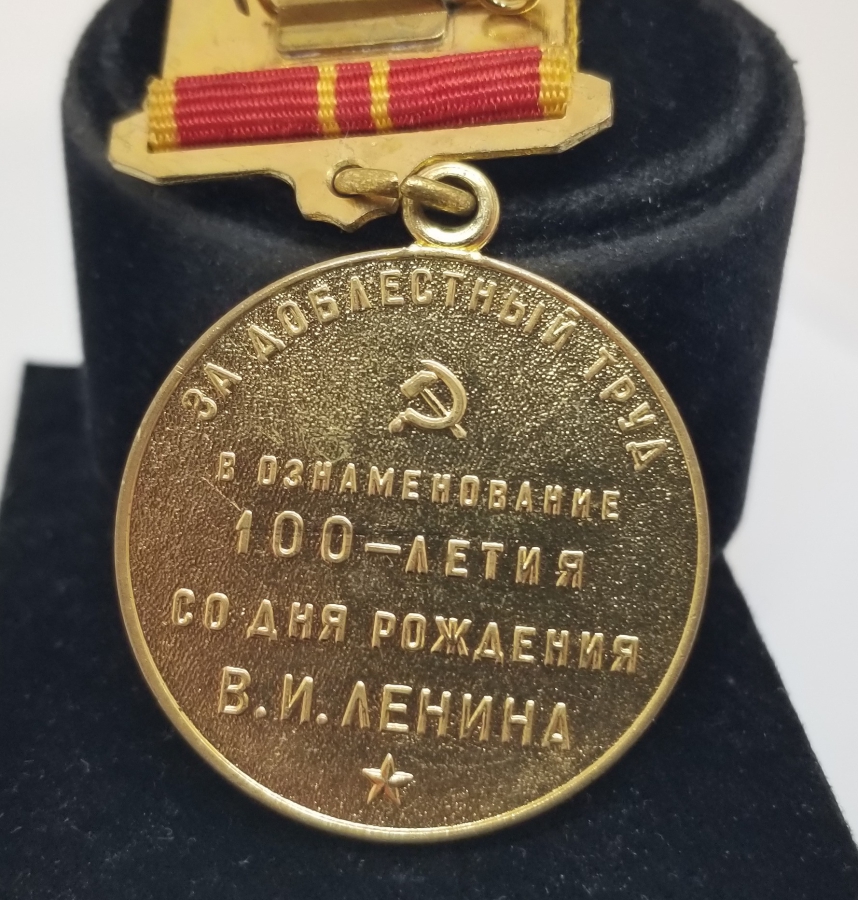 ЗА ДОБЛЕСТНЫЙ ТРУД
В ОЗНАМЕНОВАНИЕ
100-ЛЕТИЯ
СО ДНЯ РОЖДЕНИЯ
В.И.ЛЕНИНА